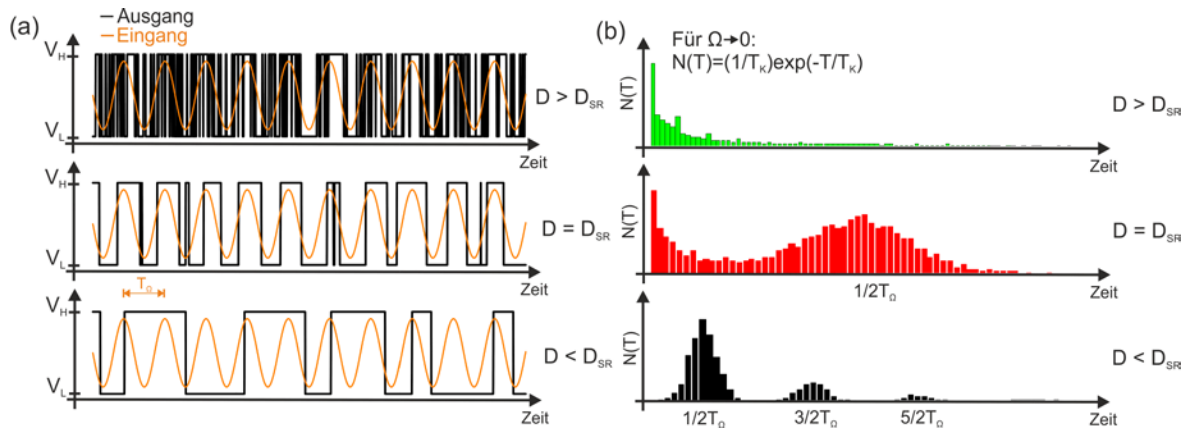 (a)
Ausgang
Eingang
V_H
V_L
Zeit
D > D_SR
V_H
V_L
Zeit
D = D_SR
T_Ω
V_H
V_L
Zeit
D < D_SR
(b)
Für Ω→0:
N(T)=(1/T_K)exp(-T/T_K)
N(T)
Zeit
D > D_SR
N(T)
1/2T_Ω
Zeit
D = D_SR
N(T)
1/2T_Ω
3/2T_Ω
5/2T_Ω
Zeit
D < D_SR